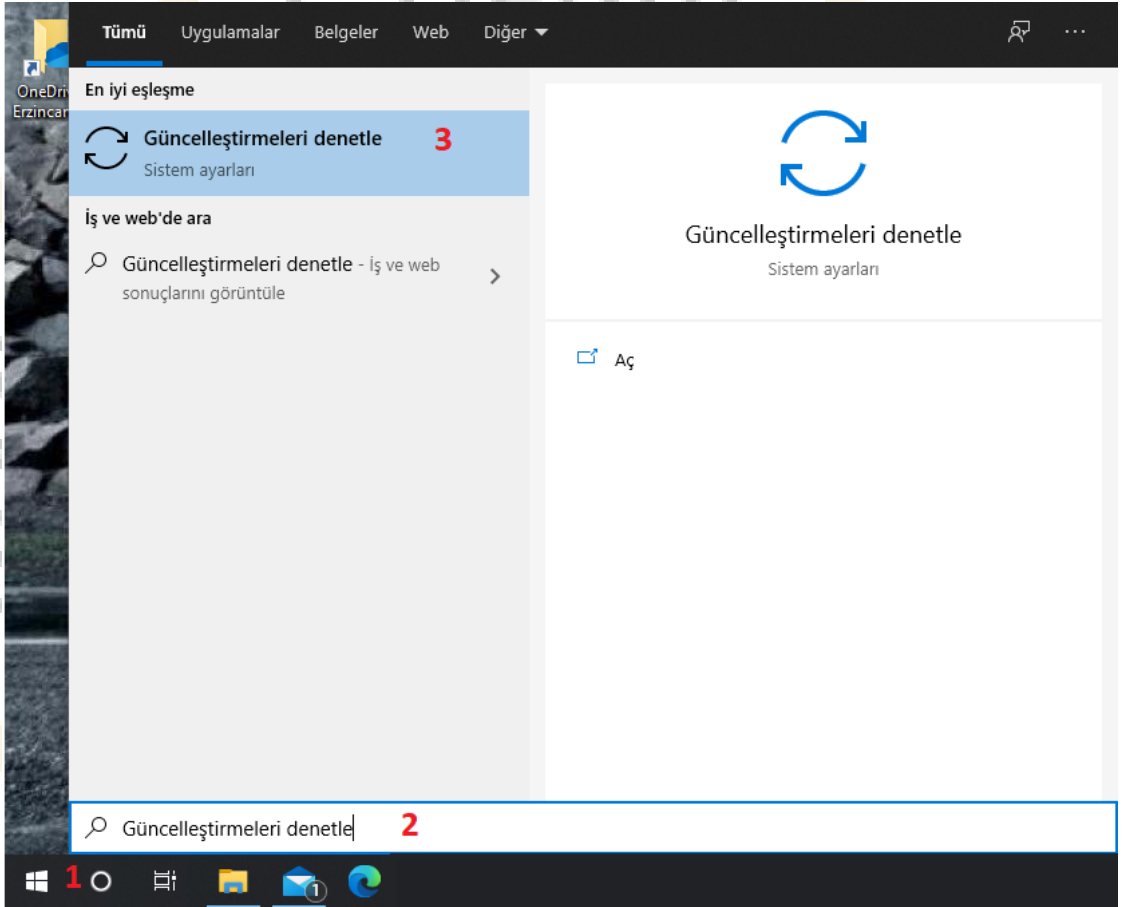 Tümü Uygulamalar Belgeler Web Diğer
OneDri
Erzincan
En iyi eşleşme
Güncelleştirmeleri denetle 3
Sistem ayarları
İş ve web'de ara
Güncelleştirmeleri denetle - İş ve web
sonuçlarını görüntüle
Güncelleştirmeleri denetle
Sistem ayarları
Aç
Güncelleştirmeleri denetle 2
1
1